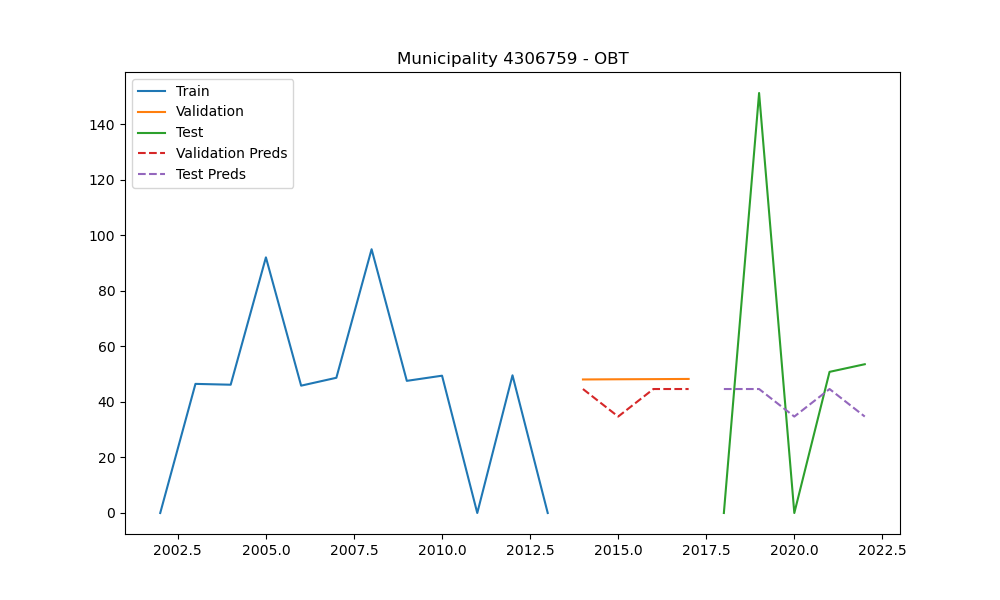 Municipality 4306759 - OBT
Train
Validation
Test
Validation Preds
Test Preds
140
120
100
80
60
40
20
0
2002.5 2005.0 2007.5 2010.0 2012.5 2015.0 2017.5 2020.0 2022.5